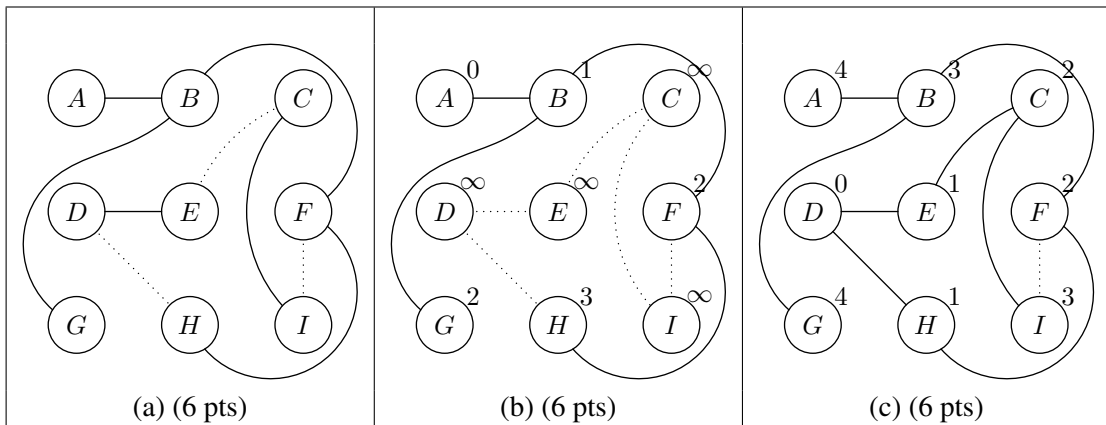 A B C
D E F
G H I
(a) (6 pts)
0 1 ∞
A B C
∞ ∞ 2
D E F
2 3 ∞
G H I
(b) (6 pts)
4 3 2
A B C
0 1 2
D E F
4 1 3
G H I
(c) (6 pts)